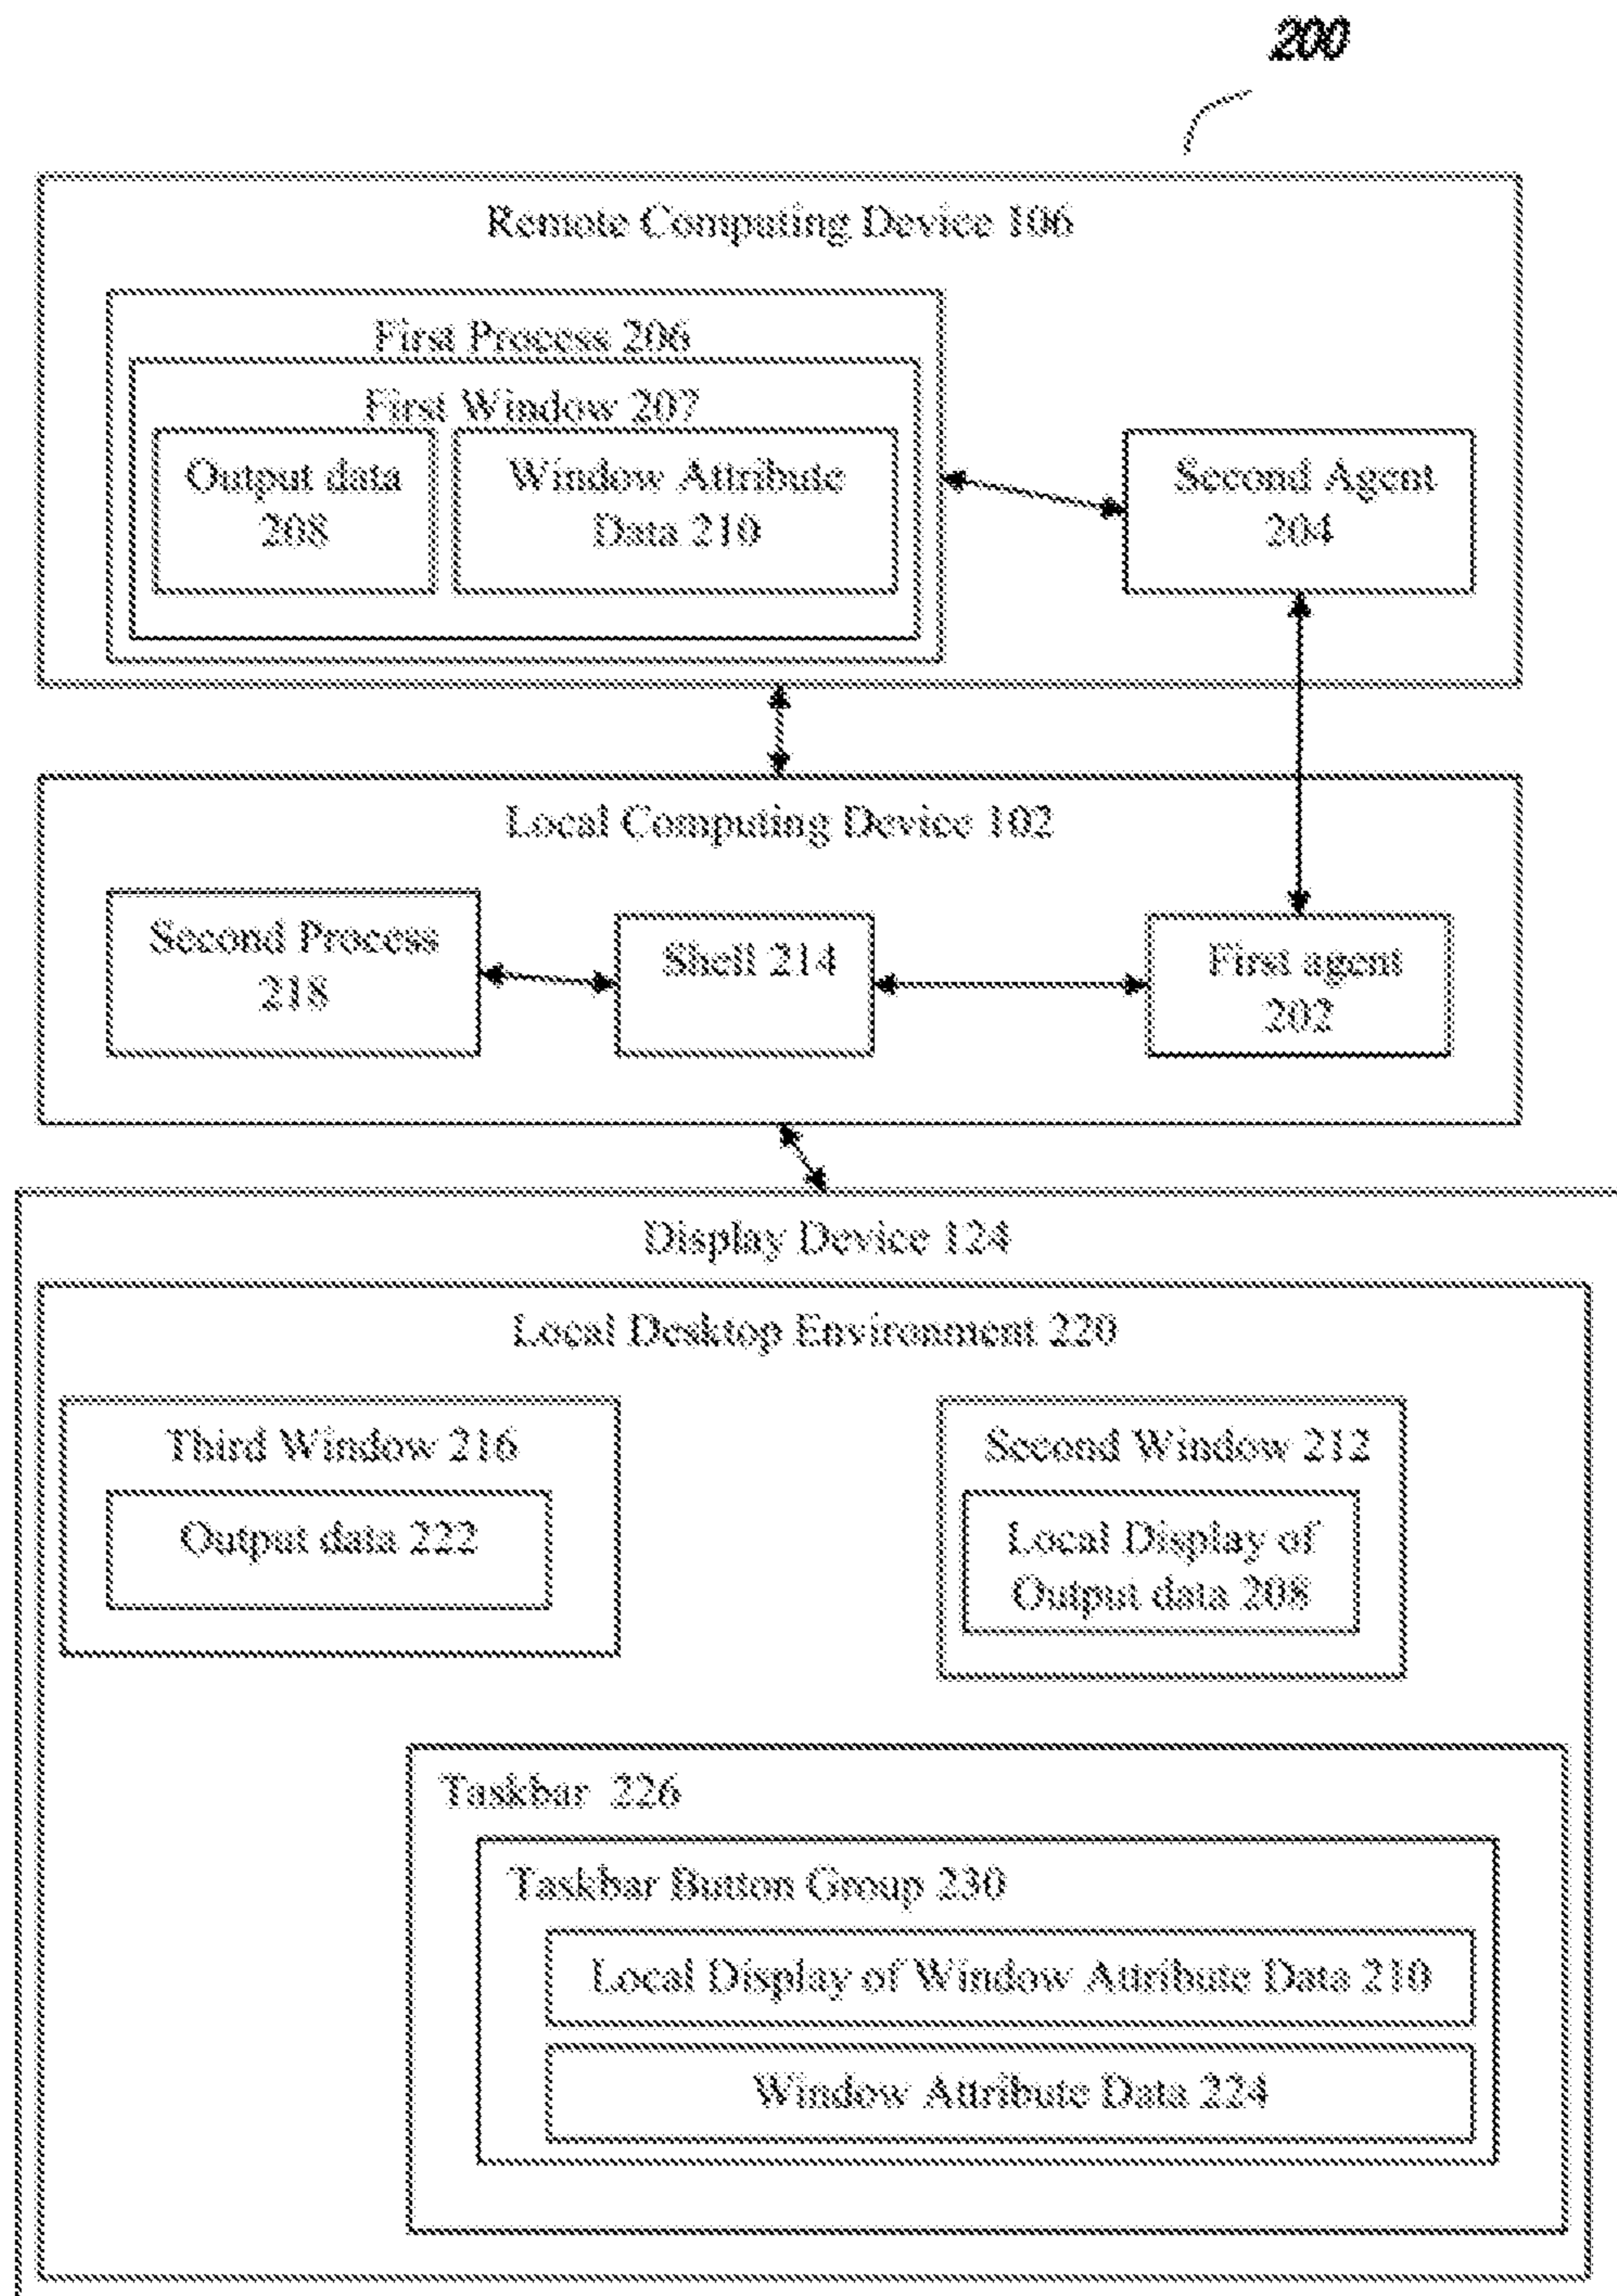 200
Remote Computing Device 106
First Process 206
First Window 207
Output data
208
Window Attribute
Data 210
Second Agent
204
Local Computing Device 102
Second Process
218
Shell 214
First agent
202
Display Device 124
Local Desktop Environment 220
Third Window 216
Output data 222
Second Window 212
Local Display of
Output data 208
Taskbar 226
Taskbar Button Group 230
Local Display of Window Attribute Data 210
Window Attribute Data 224